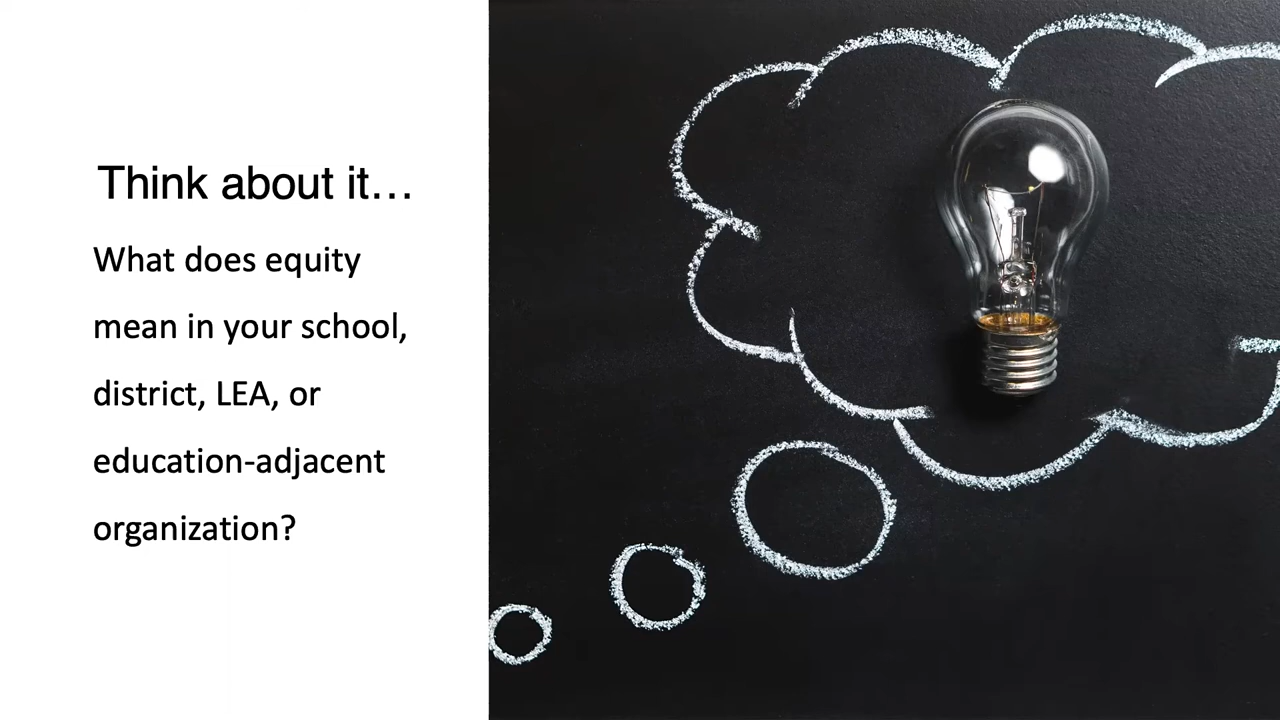 Think about it…
What does equity
mean in your school,
district, LEA, or
education-adjacent
organization?